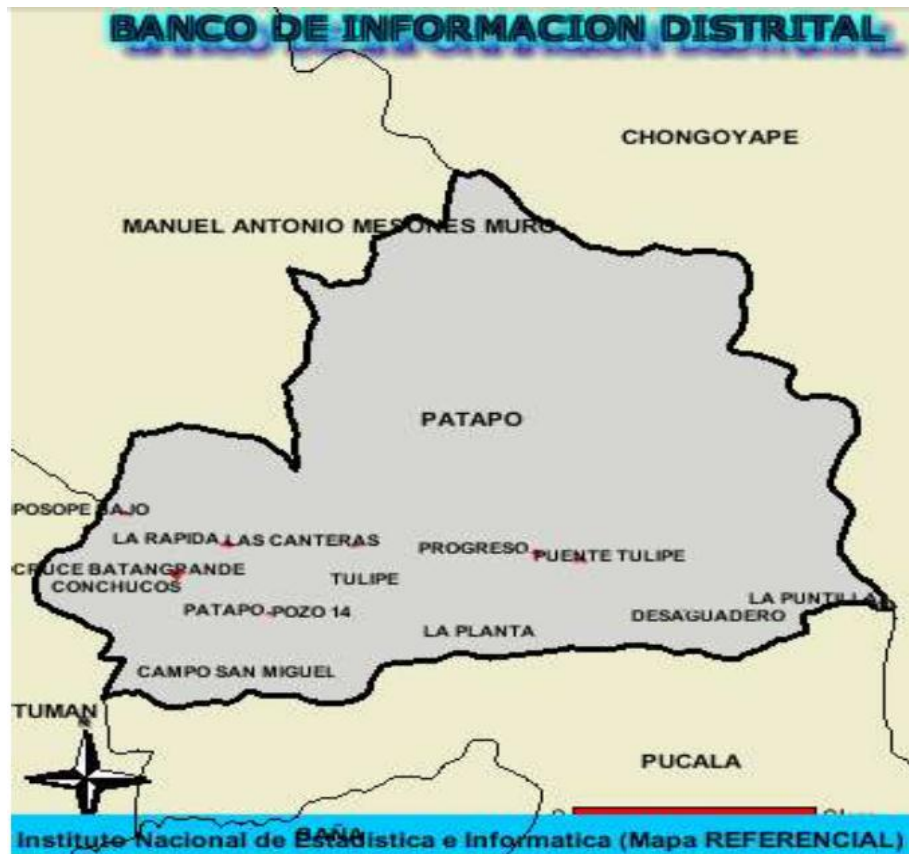 BANCO DE INFORMACION DISTRITAL
CHONGOYAPE
MANUEL ANTONIO MESONES MURO
PATAPO
POSOPE BAJO
LA RAPIDA LAS CANTERAS
PROGRESO PUENTE TULIPE
CRUCE BATANGRANDE
CONCHUCOS
TULIPE
LA PUNTILLA
PATAPO-POZO 14
DESAGUADERO
LA PLANTA
CAMPO SAN MIGUEL
TUMAN
N
PUCALA
SAÑA
Instituto Nacional de Estadistica e Informatica (Mapa REFERENCIAL)